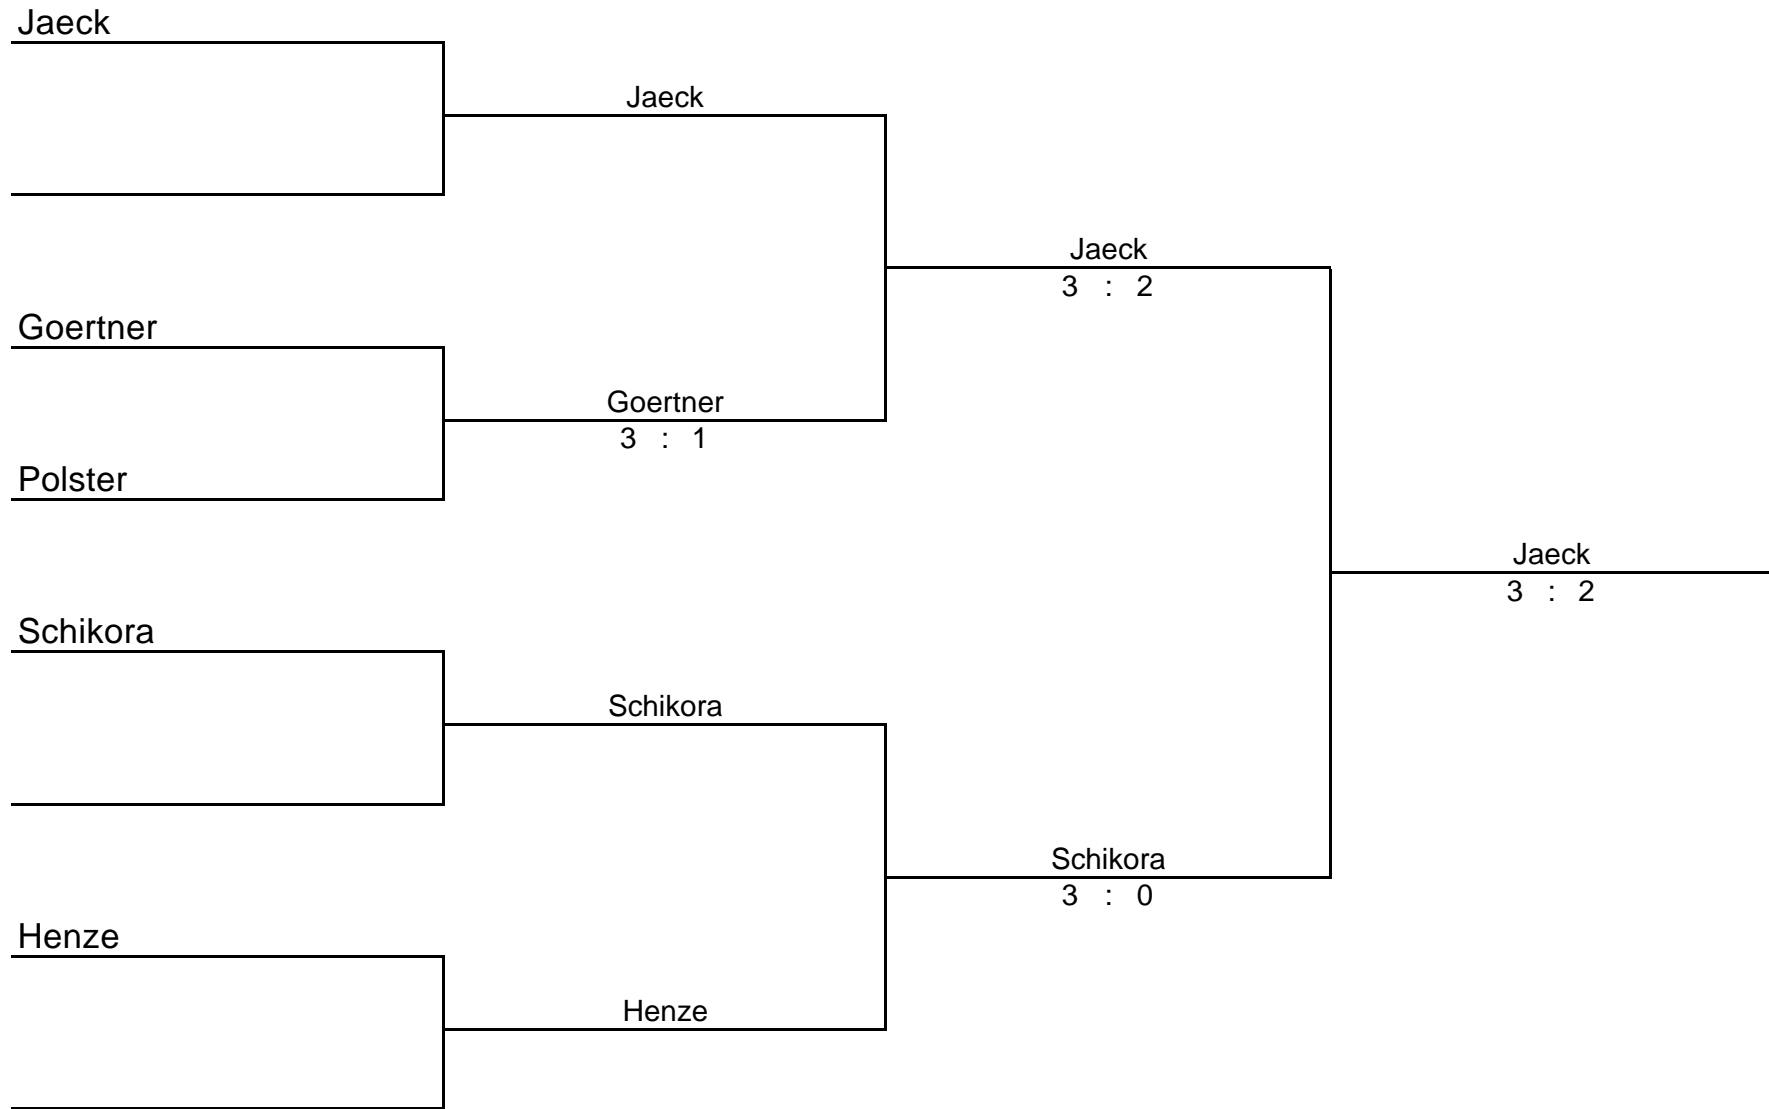 Jaeck
Jaeck
Jaeck
3 : 2
Goertner
Goertner
3 : 1
Polster
Jaeck
3 : 2
Schikora
Schikora
Schikora
3 : 0
Henze
Henze